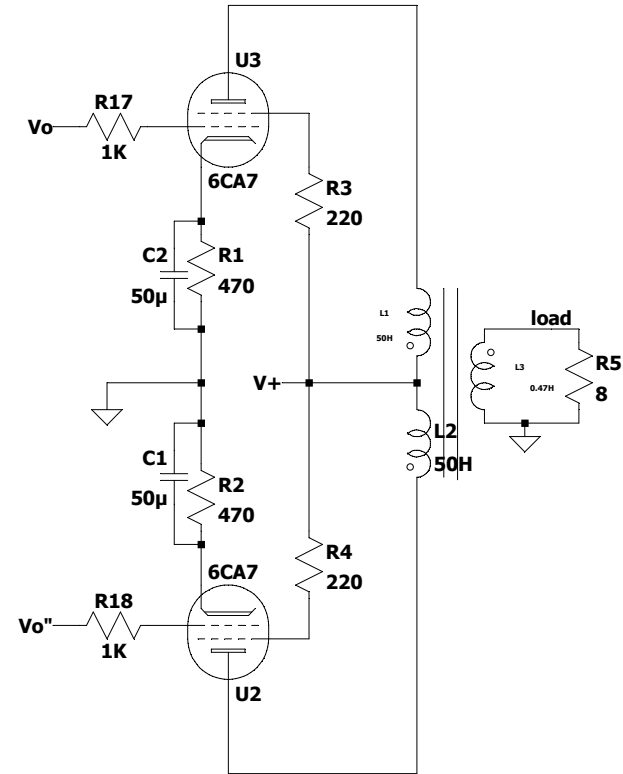 U3
R17
Vo
1K
6CA7
R3
220
C2
R1
50µ
470
L1
50H
load
L3
0.47H
R5
8
V+
C1
R2
50µ
470
L2
50H
6CA7
R4
220
R18
Vo"
1K
U2